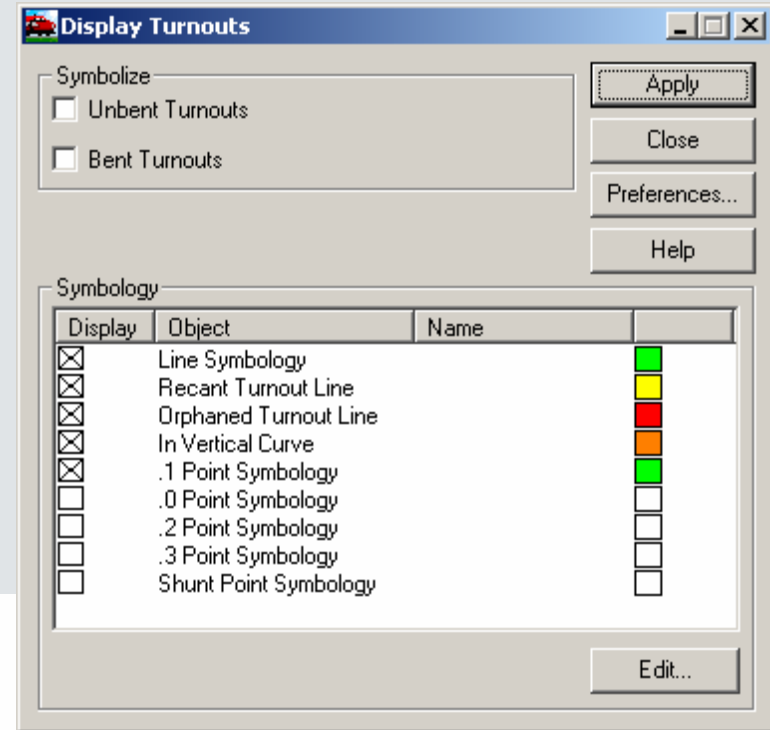 Display Turnouts
Symbolize
Unbent Turnouts
Bent Turnouts
Apply
Close
Preferences...
Help
Symbology
Display Object Name
Line Symbology
Recant Turnout Line
Orphaned Turnout Line
In Vertical Curve
.1 Point Symbology
.0 Point Symbology
.2 Point Symbology
.3 Point Symbology
Shunt Point Symbology
Edit...